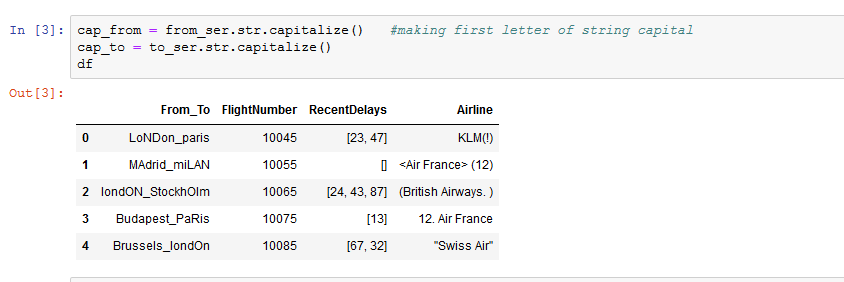 In [3]: cap_from = from_ser.str.capitalize()   #making first letter of string capital
cap_to = to_ser.str.capitalize()
df
Out[3]:
From_To FlightNumber RecentDelays Airline
0 LoNDon_paris 10045 [23, 47] KLM(!)
1 MAdrid_miLAN 10055 [] <Air France> (12)
2 londON_StockhOlm 10065 [24, 43, 87] (British Airways. )
3 Budapest_PaRis 10075 [13] 12. Air France
4 Brussels_londOn 10085 [67, 32] "Swiss Air"